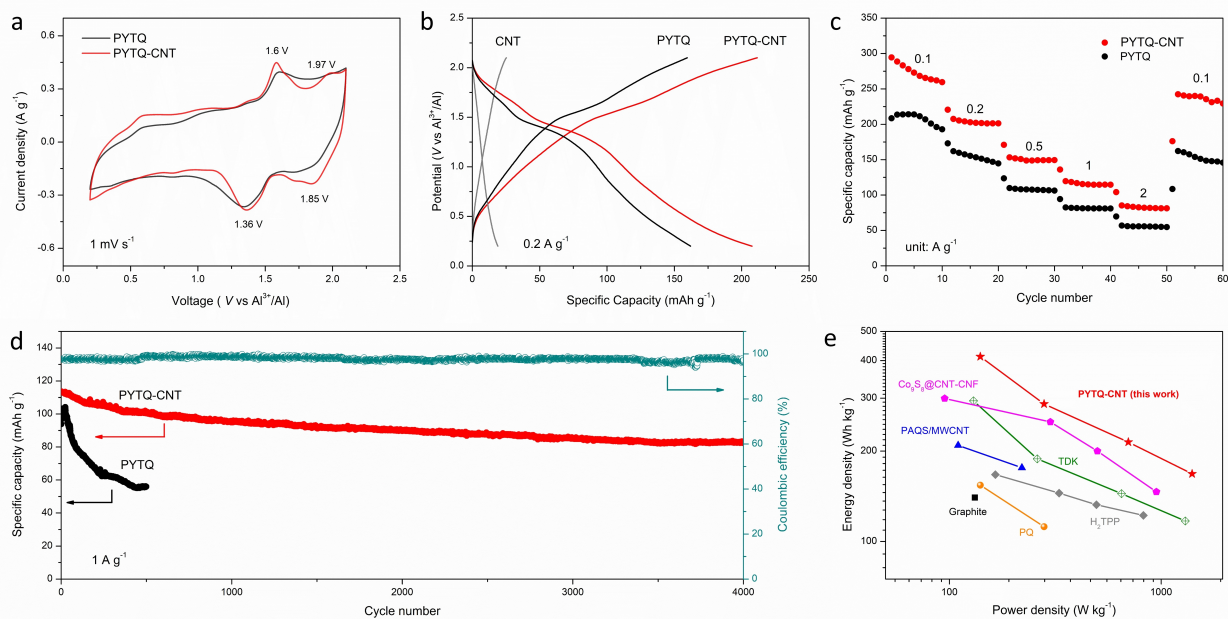 a
PYTQ
PYTQ-CNT
1.6 V
1.97 V
1.36 V
1.85 V
1 mV s⁻¹
0.6
0.3
0.0
-0.3
-0.6
Current density (A g⁻¹)
0.0
0.5
1.0
1.5
2.0
2.5
Voltage ( V vs Al³⁺/Al)
b
CNT
PYTQ
PYTQ-CNT
0.2 A g⁻¹
2.5
2.0
1.5
1.0
0.5
0.0
Potential (V vs Al³⁺/Al)
0
50
100
150
200
250
Specific Capacity (mAh g⁻¹)
c
PYTQ-CNT
PYTQ
0.1
0.2
0.5
1
2
0.1
unit: A g⁻¹
350
300
250
200
150
100
50
0
Specific capacity (mAh g⁻¹)
0
10
20
30
40
50
60
Cycle number
d
PYTQ-CNT
PYTQ
1 A g⁻¹
140
120
100
80
60
40
20
0
Specific capacity (mAh g⁻¹)
0
1000
2000
3000
4000
Cycle number
100
80
60
40
20
0
Coulombic efficiency (%)
e
Co₉S₈@CNT-CNF
PYTQ-CNT (this work)
PAQS/MWCNT
TDK
Graphite
PQ
H₂TPP
500
400
300
200
100
Energy density (Wh kg⁻¹)
100
1000
Power density (W kg⁻¹)